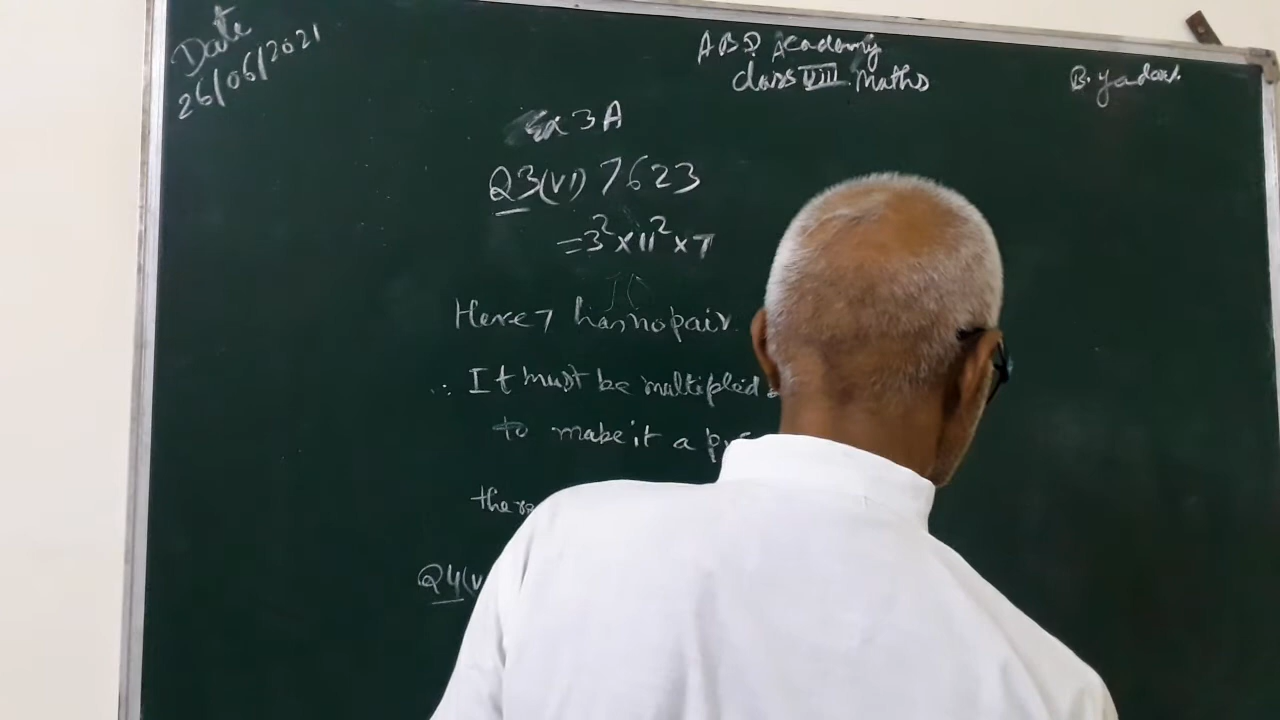 Date
26/06/2021
ABD Academy
Class VIII Maths
B. Yadav.
Ex 3A
Q3(VI) 7623
=3²×11²×7
Here 7 has no pair.
∴ It must be multiplied
to make it a
Q4(v